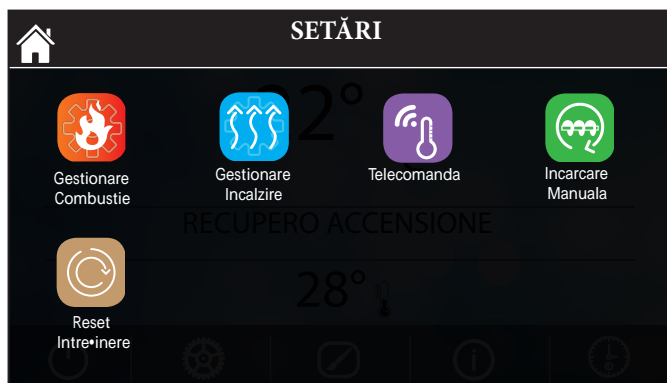 SETĂRI
22°
Gestionare
Combustie
Gestionare
Incalzire
Telecomanda
Incarcare
Manuala
RECUPERO ACCENSIONE
28°
Reset
Intre•inere